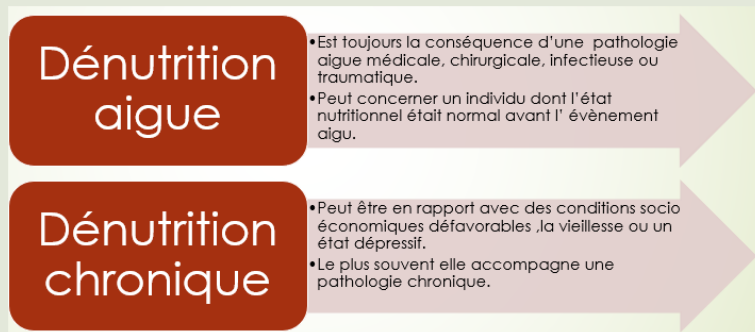 Dénutrition
aigue
•Est toujours la conséquence d'une  pathologie
aigue médicale, chirurgicale, infectieuse ou
traumatique.
•Peut concerner un individu dont l'état
nutritionnel était normal avant l' évènement
aigu.
Dénutrition
chronique
•Peut être en rapport avec des conditions socio
économiques défavorables ,la vieillesse ou un
état dépressif.
•Le plus souvent elle accompagne une
pathologie chronique.